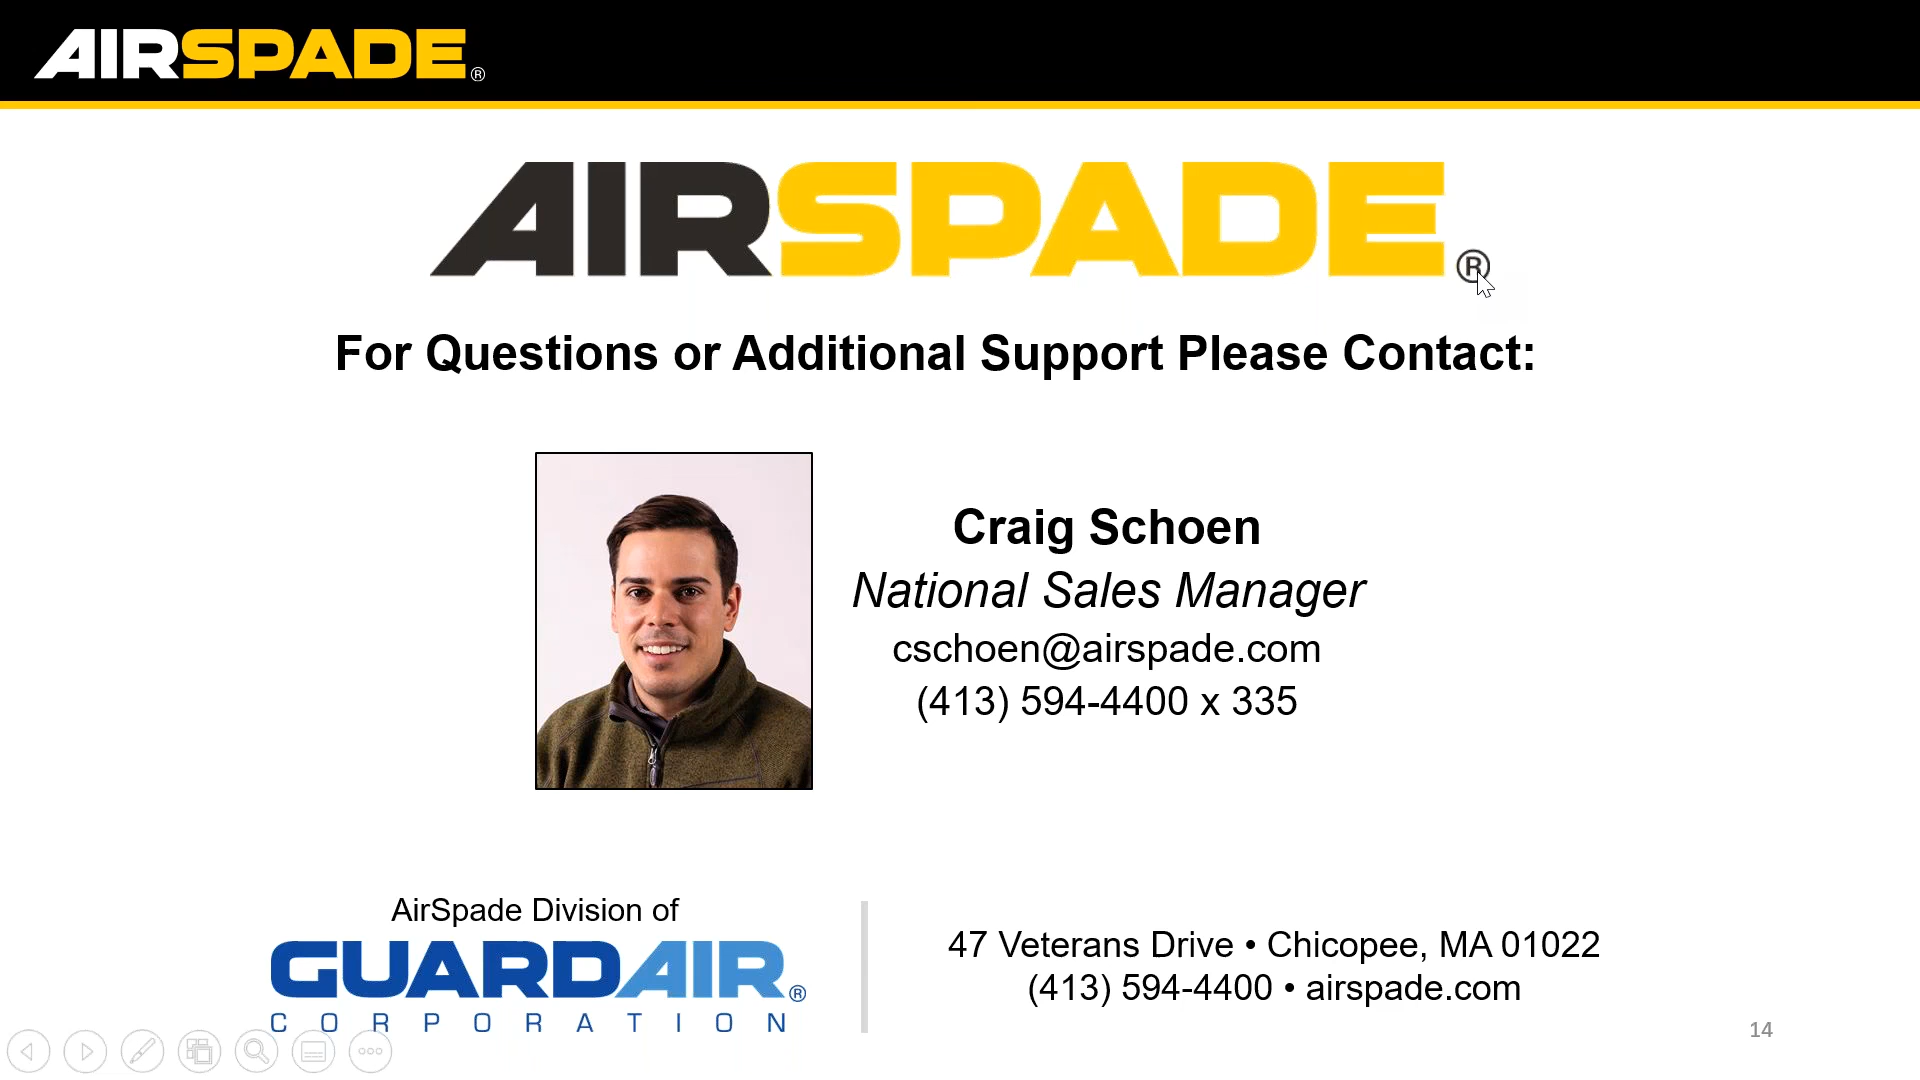 AIRSPADE®
AIRSPADE®
For Questions or Additional Support Please Contact:
Craig Schoen
National Sales Manager
cschoen@airspade.com
(413) 594-4400 x 335
AirSpade Division of
GUARDAIR®
CORPORATION
47 Veterans Drive • Chicopee, MA 01022
(413) 594-4400 • airspade.com
14